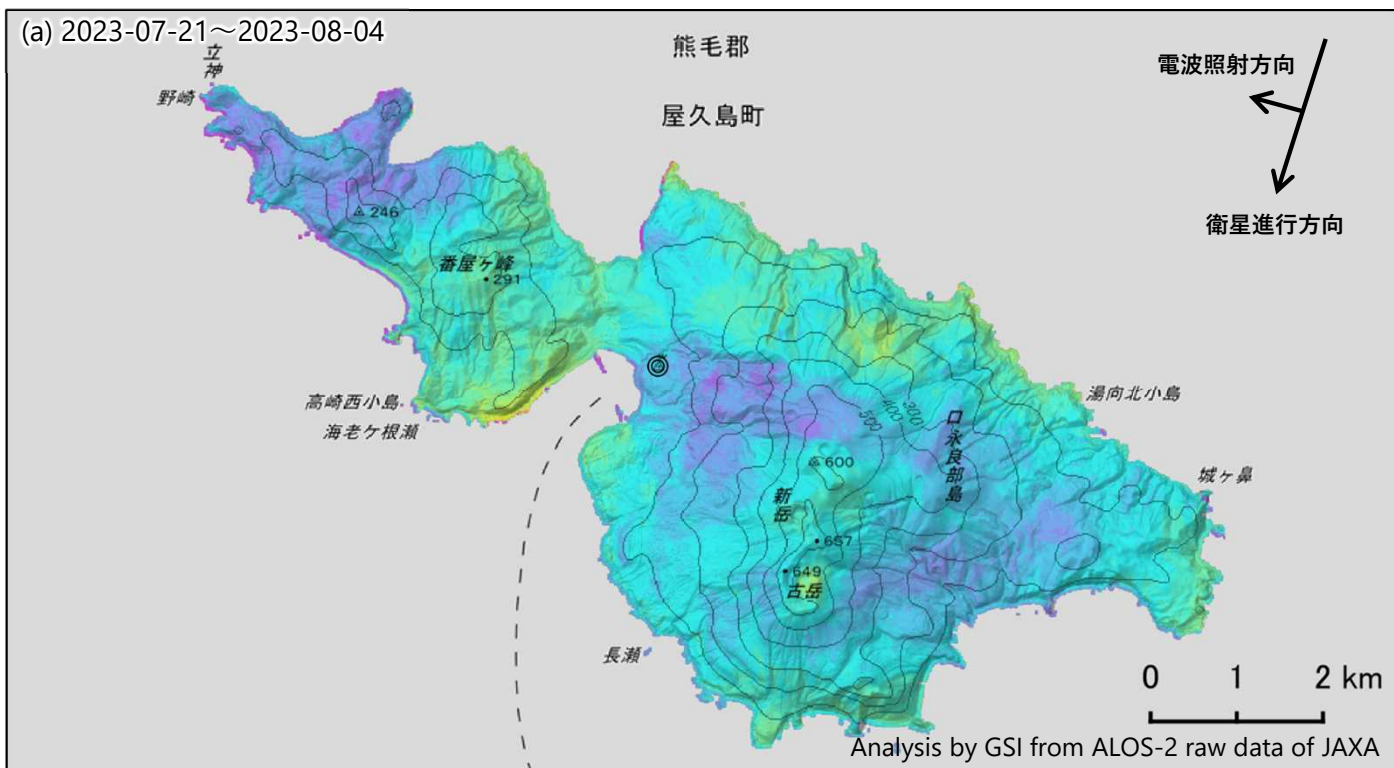 (a) 2023-07-21～2023-08-04
熊毛郡
屋久島町
電波照射方向
衛星進行方向
立神
野崎
246
番屋ヶ峰
291
高崎西小島
海老ケ根瀬
湯向北小島
城ヶ鼻
300
400
500
口永良部島
600
新岳
657
649
古岳
長瀬
0 1 2 km
Analysis by GSI from ALOS-2 raw data of JAXA